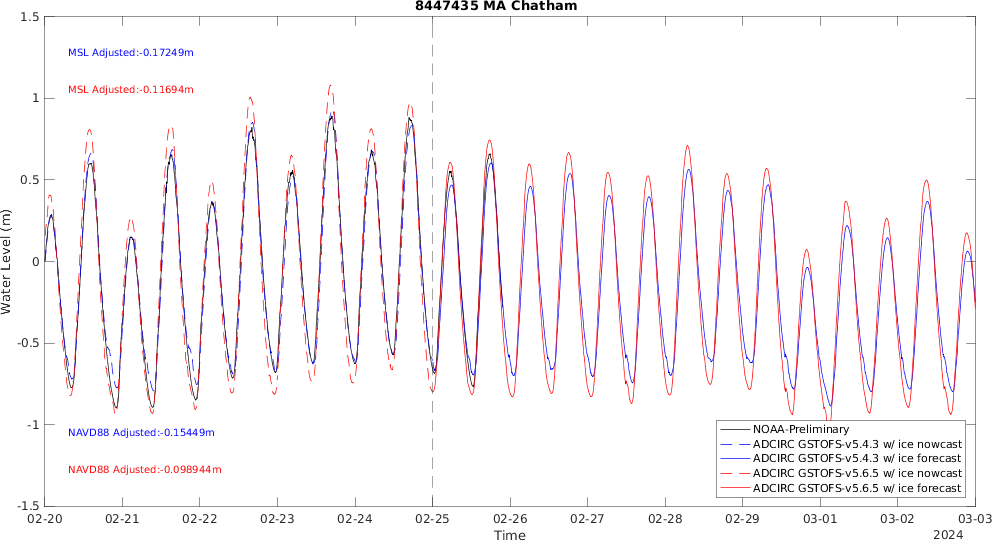 8447435 MA Chatham
1.5
MSL Adjusted:-0.17249m
MSL Adjusted:-0.11694m
1
0.5
0
-0.5
-1
-1.5
Water Level (m)
NAVD88 Adjusted:-0.15449m
NAVD88 Adjusted:-0.098944m
NOAA-Preliminary
ADCIRC GSTOFS-v5.4.3 w/ ice nowcast
ADCIRC GSTOFS-v5.4.3 w/ ice forecast
ADCIRC GSTOFS-v5.6.5 w/ ice nowcast
ADCIRC GSTOFS-v5.6.5 w/ ice forecast
02-20 02-21 02-22 02-23 02-24 02-25 02-26 02-27 02-28 02-29 03-01 03-02 03-03
Time
2024